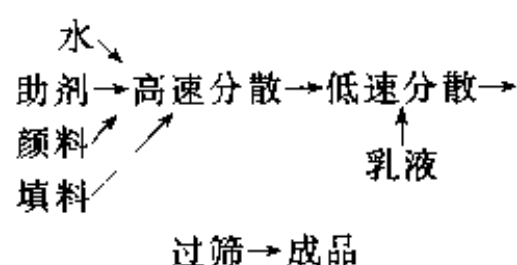 水
助剂→高速分散→低速分散→
颜料
填料
乳液
过筛→成品